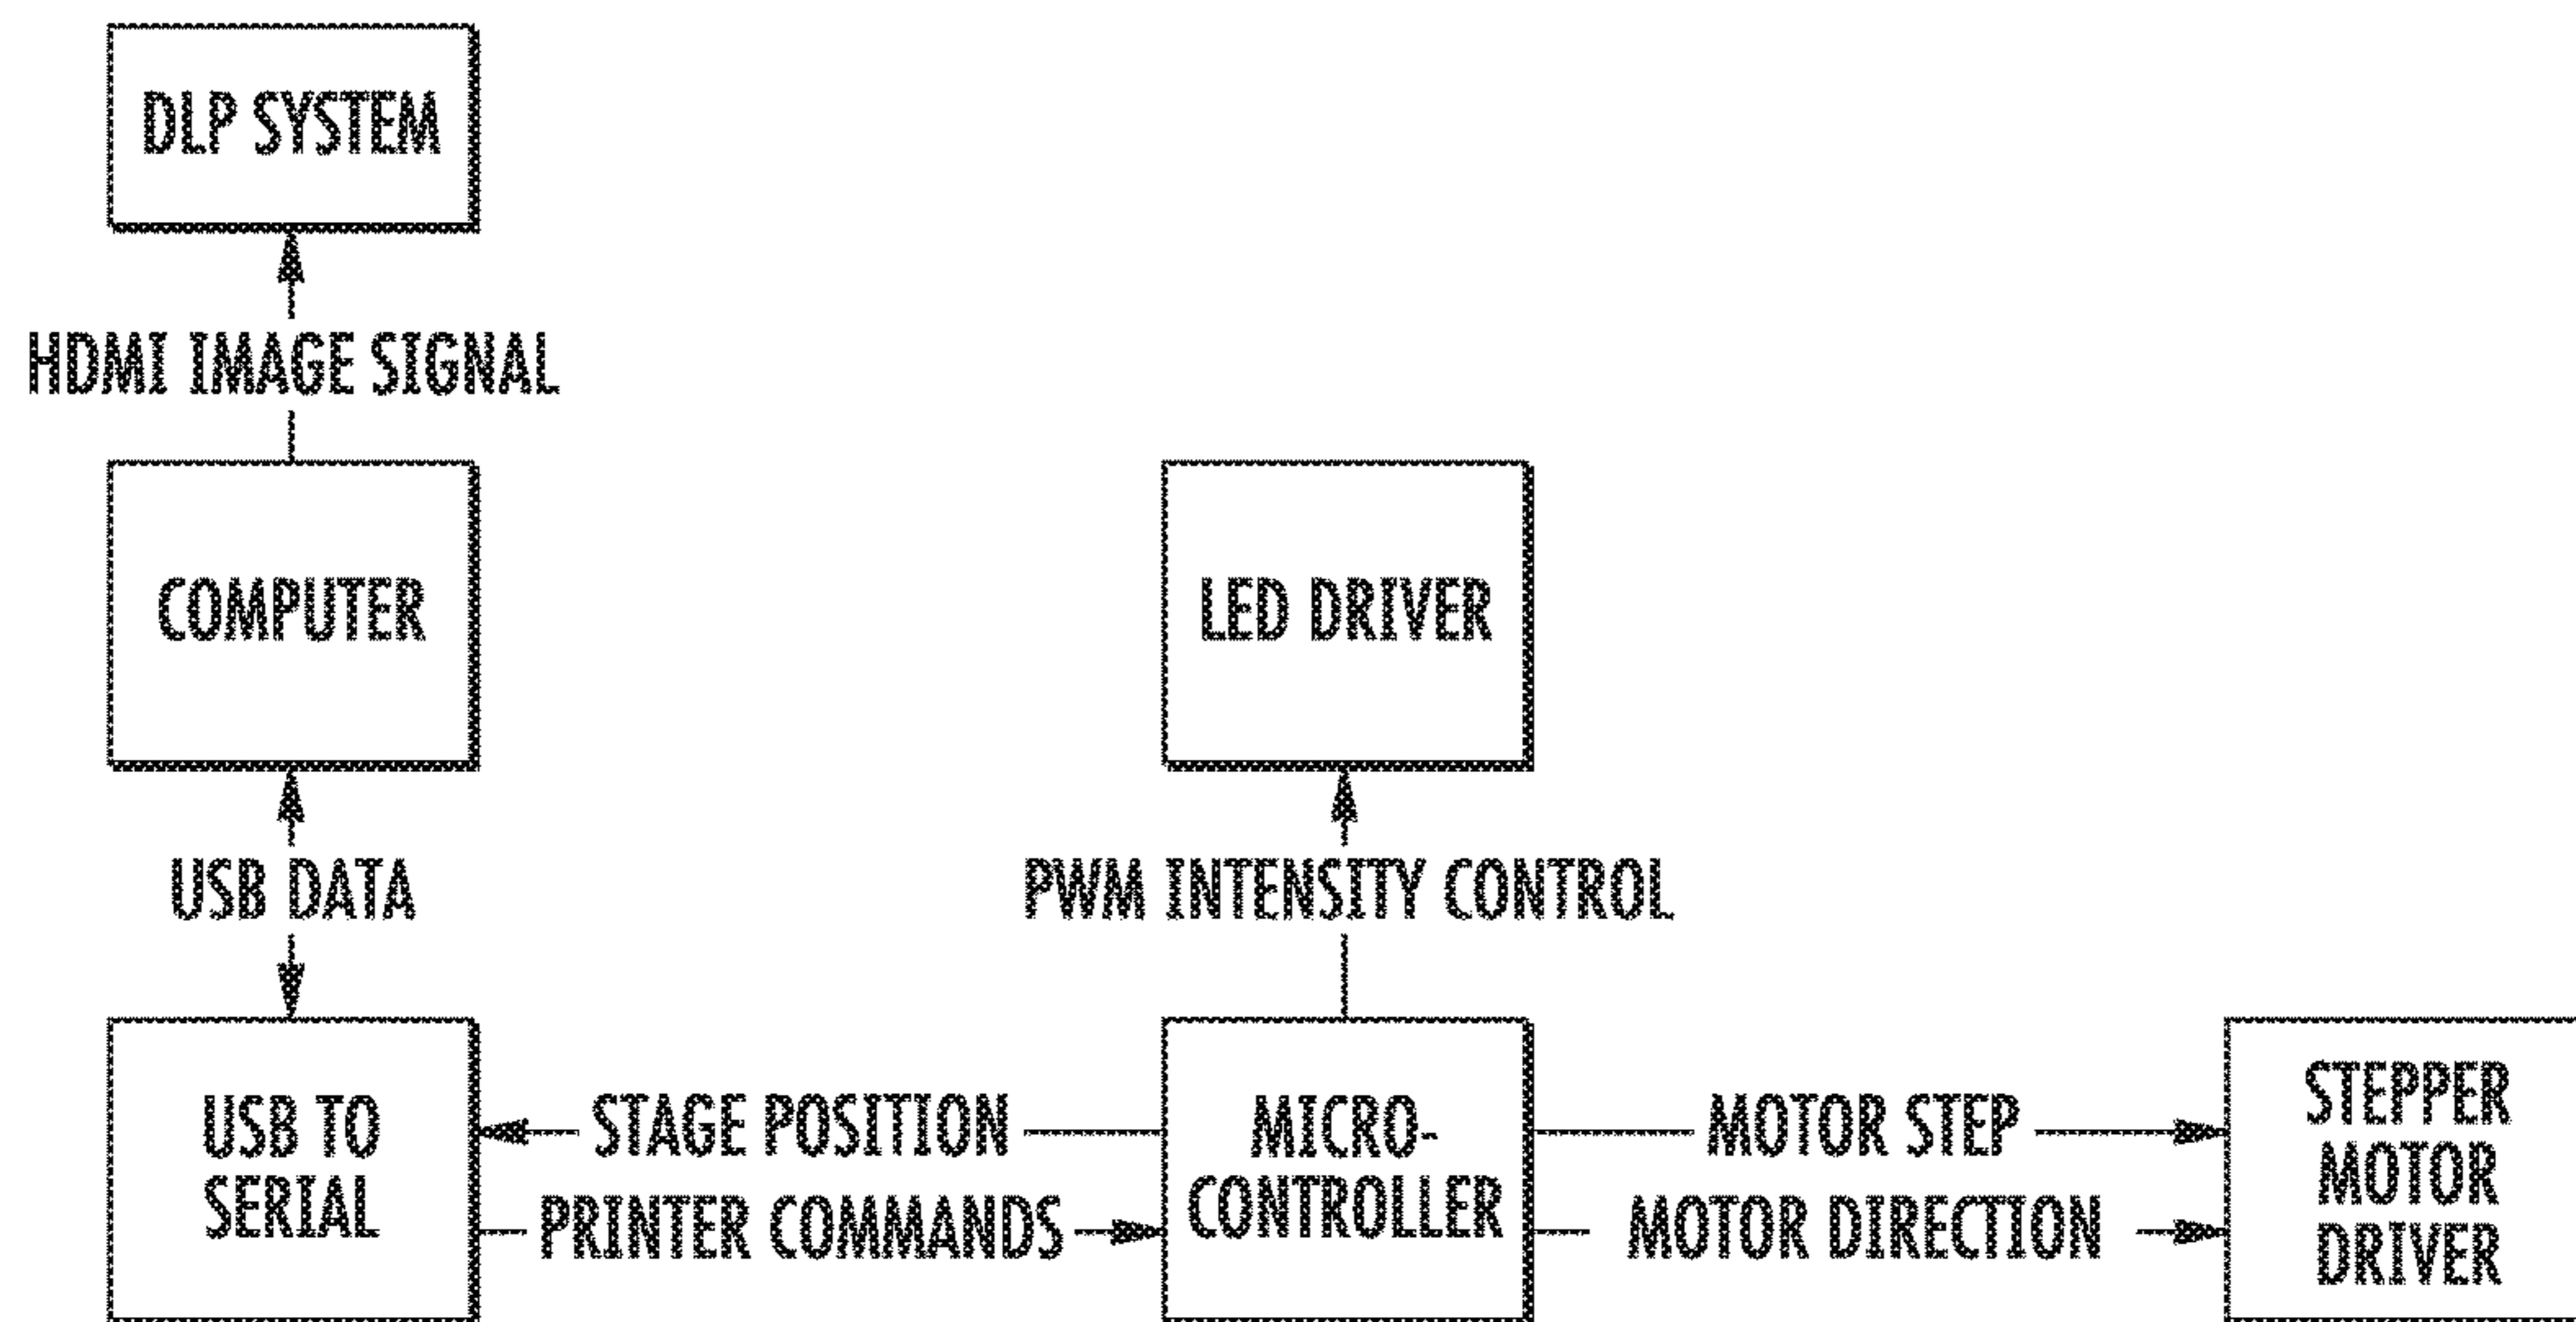 DLP SYSTEM
HDMI IMAGE SIGNAL
COMPUTER
LED DRIVER
USB DATA
PWM INTENSITY CONTROL
USB TO
SERIAL
STAGE POSITION
PRINTER COMMANDS
MICRO-
CONTROLLER
MOTOR STEP
MOTOR DIRECTION
STEPPER
MOTOR
DRIVER